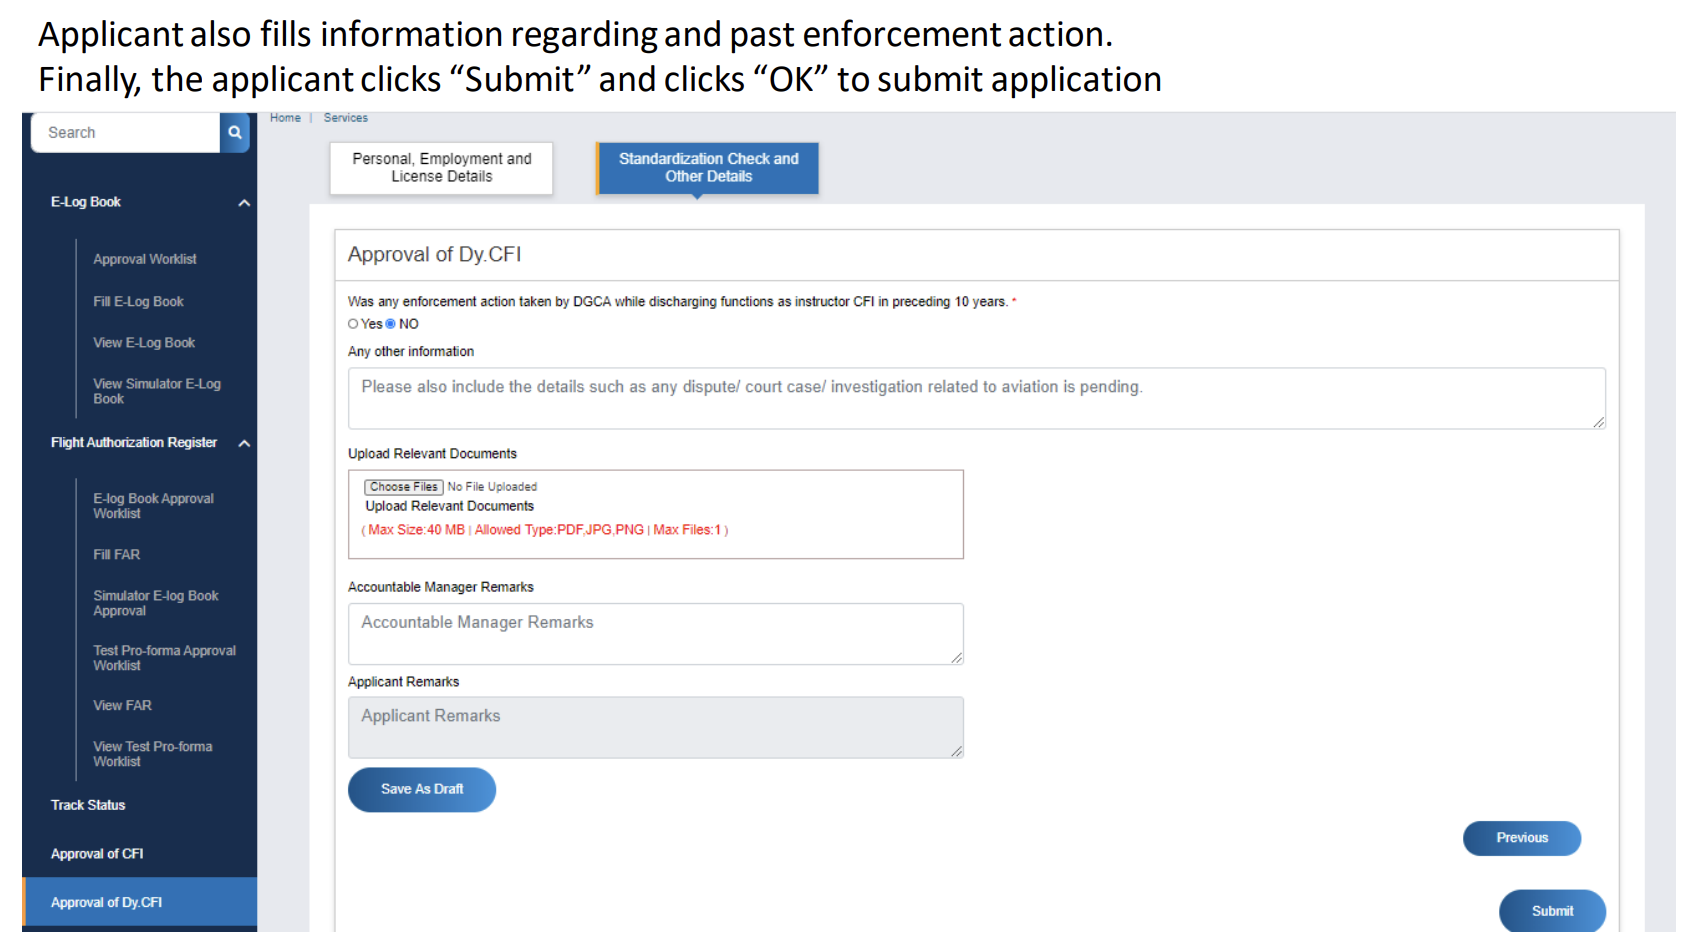 Applicant also fills information regarding and past enforcement action.
Finally, the applicant clicks “Submit” and clicks “OK” to submit application
Search
Home | Services
E-Log Book
Approval Worklist
Fill E-Log Book
View E-Log Book
View Simulator E-Log
Book
Flight Authorization Register
E-log Book Approval
Worklist
Fill FAR
Simulator E-log Book
Approval
Test Pro-forma Approval
Worklist
View FAR
View Test Pro-forma
Worklist
Track Status
Approval of CFI
Approval of Dy.CFI
Personal, Employment and
License Details
Standardization Check and
Other Details
Approval of Dy.CFI
Was any enforcement action taken by DGCA while discharging functions as instructor CFI in preceding 10 years. *
Yes NO
Any other information
Please also include the details such as any dispute/ court case/ investigation related to aviation is pending.
Upload Relevant Documents
Choose Files No File Uploaded
Upload Relevant Documents
( Max Size:40 MB | Allowed Type:PDF,JPG,PNG | Max Files:1 )
Accountable Manager Remarks
Accountable Manager Remarks
Applicant Remarks
Applicant Remarks
Save As Draft
Previous
Submit